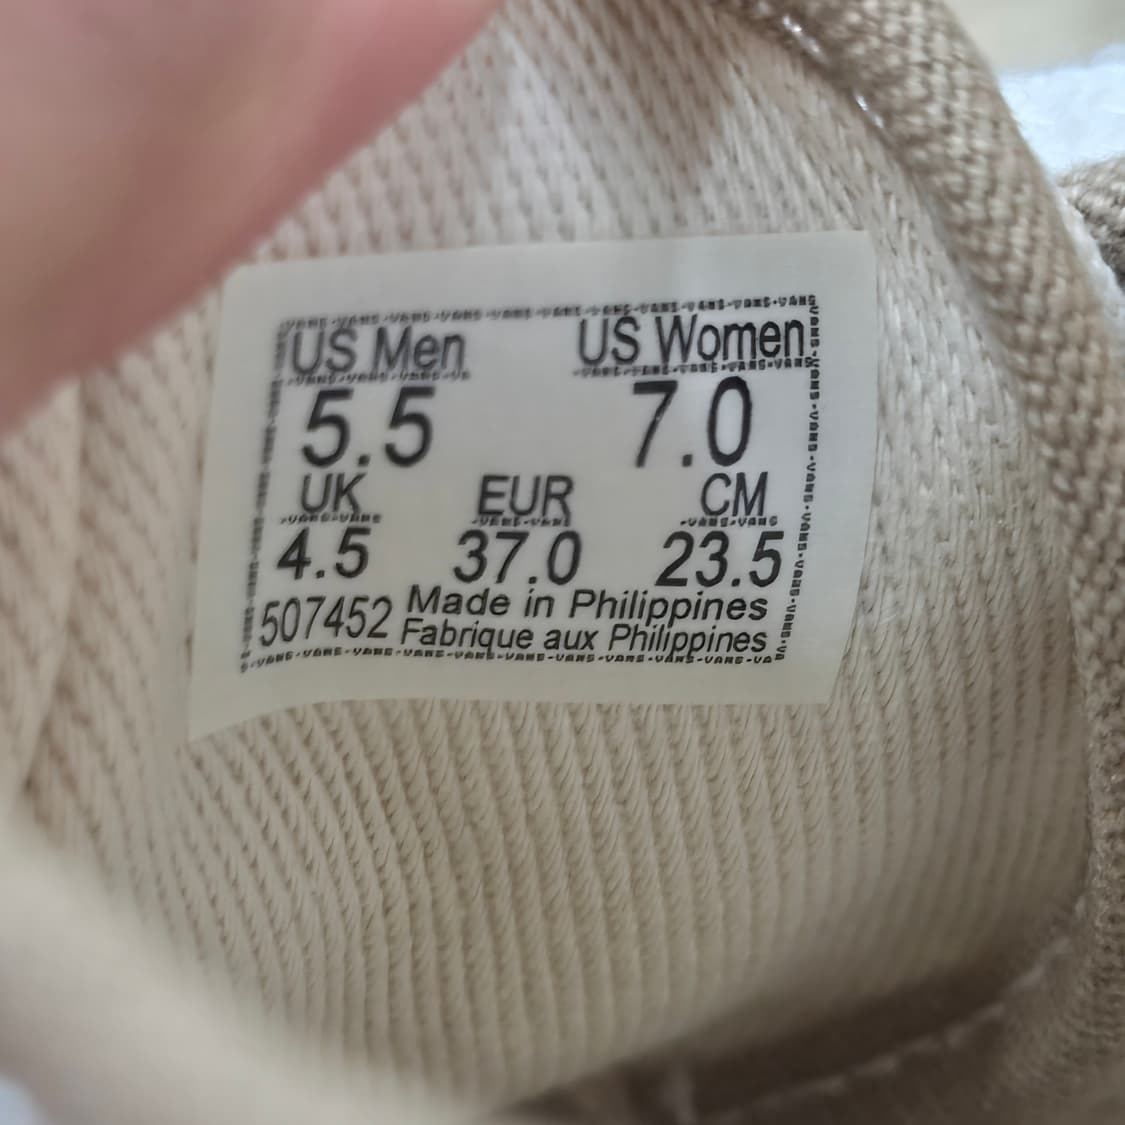 US Men US Women
5.5 7.0
UK EUR CM
4.5 37.0 23.5
507452 Made in Philippines
Fabrique aux Philippines